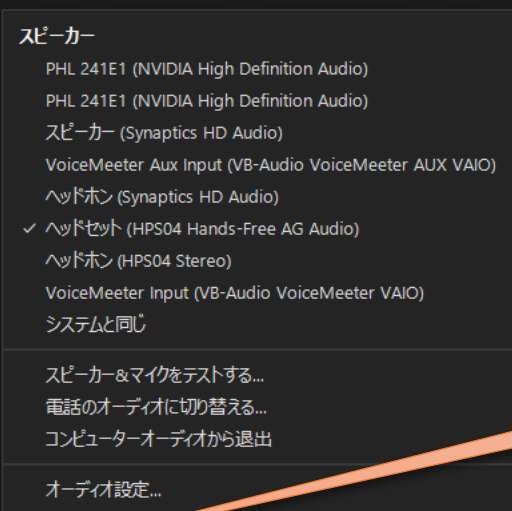 スピーカー
PHL 241E1 (NVIDIA High Definition Audio)
PHL 241E1 (NVIDIA High Definition Audio)
スピーカー (Synaptics HD Audio)
VoiceMeeter Aux Input (VB-Audio VoiceMeeter AUX VAIO)
ヘッドホン (Synaptics HD Audio)
✓ ヘッドセット (HPS04 Hands-Free AG Audio)
ヘッドホン (HPS04 Stereo)
VoiceMeeter Input (VB-Audio VoiceMeeter VAIO)
システムと同じ
スピーカー&マイクをテストする...
電話のオーディオに切り替える...
コンピューターオーディオから退出
オーディオ設定...